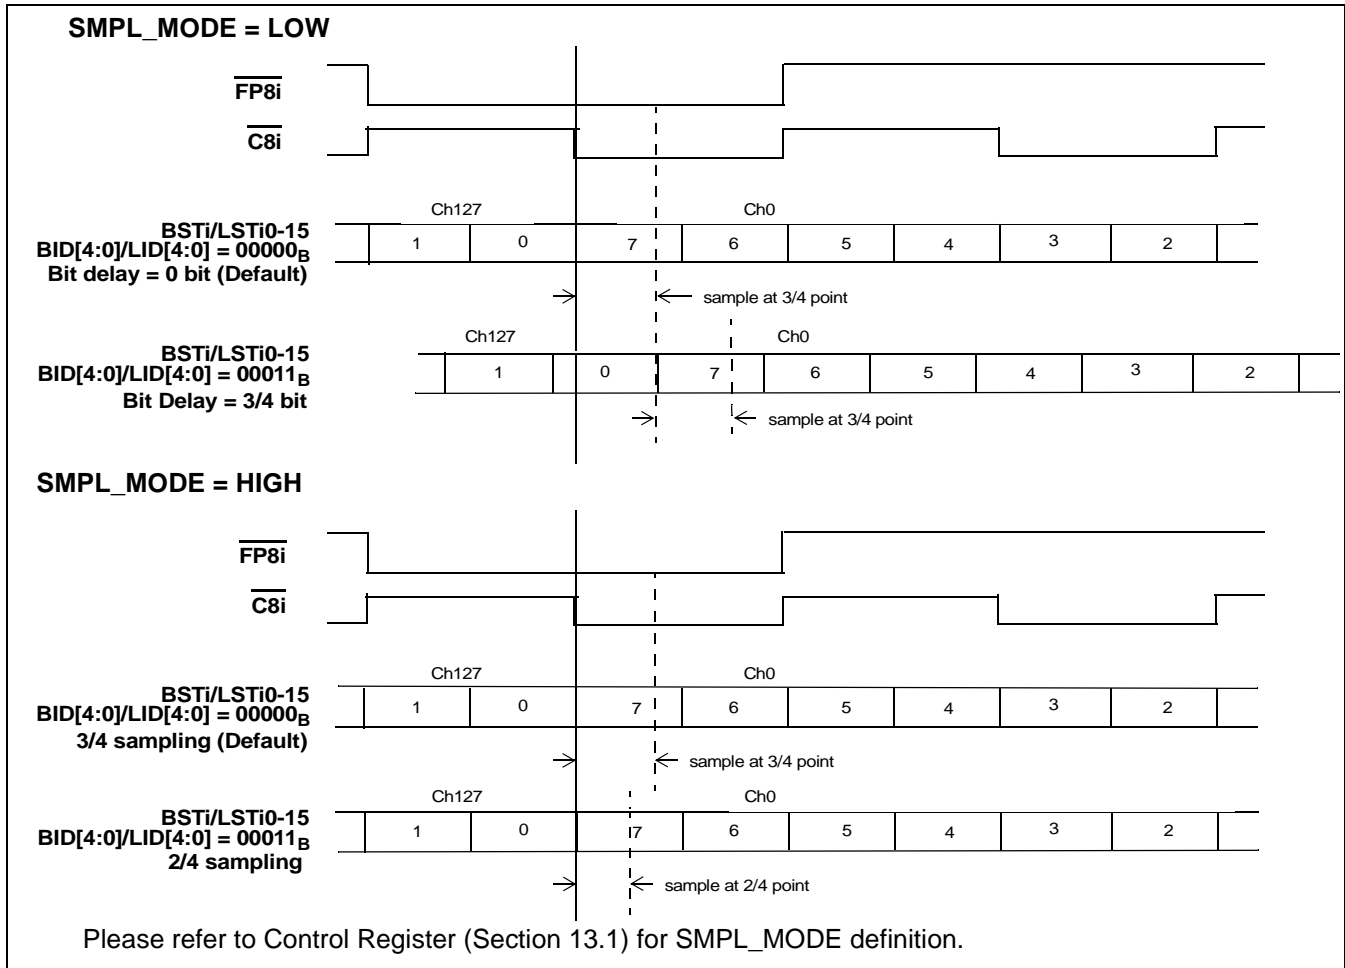 SMPL_MODE = LOW
FP8i
C8i
Ch127 Ch0
BSTi/LSTi0-15
BID[4:0]/LID[4:0] = 00000B
Bit delay = 0 bit (Default)
1 0 7 6 5 4 3 2
sample at 3/4 point
Ch127 Ch0
BSTi/LSTi0-15
BID[4:0]/LID[4:0] = 00011B
Bit Delay = 3/4 bit
1 0 7 6 5 4 3 2
sample at 3/4 point
SMPL_MODE = HIGH
FP8i
C8i
Ch127 Ch0
BSTi/LSTi0-15
BID[4:0]/LID[4:0] = 00000B
3/4 sampling (Default)
1 0 7 6 5 4 3 2
sample at 3/4 point
Ch127 Ch0
BSTi/LSTi0-15
BID[4:0]/LID[4:0] = 00011B
2/4 sampling
1 0 7 6 5 4 3 2
sample at 2/4 point
Please refer to Control Register (Section 13.1) for SMPL_MODE definition.